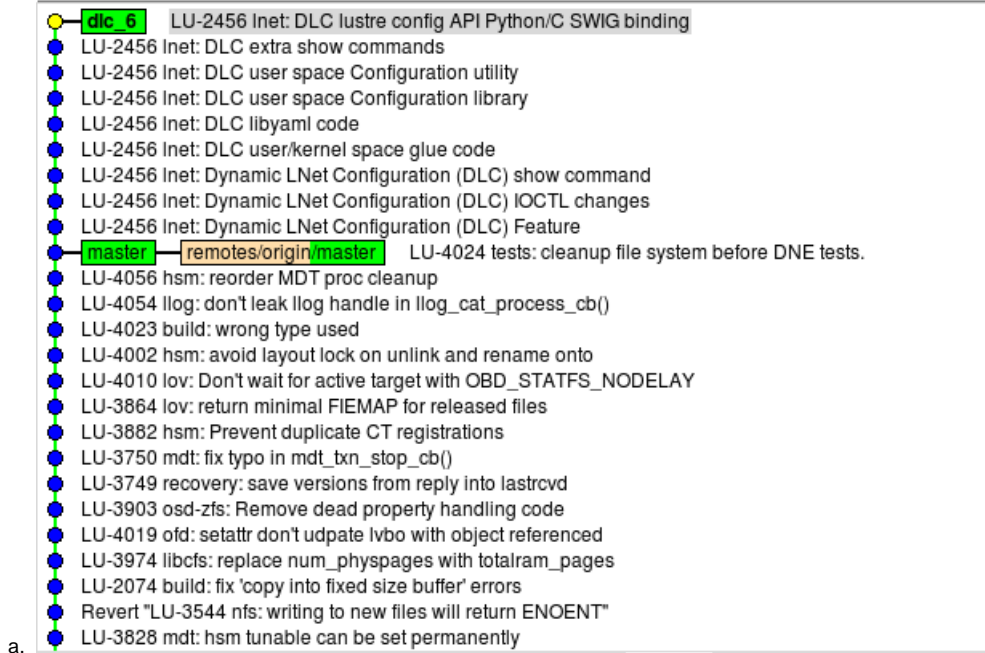 dlc_6 LU-2456 lnet: DLC lustre config API Python/C SWIG binding
LU-2456 lnet: DLC extra show commands
LU-2456 lnet: DLC user space Configuration utility
LU-2456 lnet: DLC user space Configuration library
LU-2456 lnet: DLC libyaml code
LU-2456 lnet: DLC user/kernel space glue code
LU-2456 lnet: Dynamic LNet Configuration (DLC) show command
LU-2456 lnet: Dynamic LNet Configuration (DLC) IOCTL changes
LU-2456 lnet: Dynamic LNet Configuration (DLC) Feature
master remotes/origin/master LU-4024 tests: cleanup file system before DNE tests.
LU-4056 hsm: reorder MDT proc cleanup
LU-4054 llog: don't leak llog handle in llog_cat_process_cb()
LU-4023 build: wrong type used
LU-4002 hsm: avoid layout lock on unlink and rename onto
LU-4010 lov: Don't wait for active target with OBD_STATFS_NODELAY
LU-3864 lov: return minimal FIEMAP for released files
LU-3882 hsm: Prevent duplicate CT registrations
LU-3750 mdt: fix typo in mdt_txn_stop_cb()
LU-3749 recovery: save versions from reply into lastrcvd
LU-3903 osd-zfs: Remove dead property handling code
LU-4019 ofd: setattr don't udpate lvbo with object referenced
LU-3974 libcfs: replace num_physpages with totalram_pages
LU-2074 build: fix 'copy into fixed size buffer' errors
Revert "LU-3544 nfs: writing to new files will return ENOENT"
a. LU-3828 mdt: hsm tunable can be set permanently